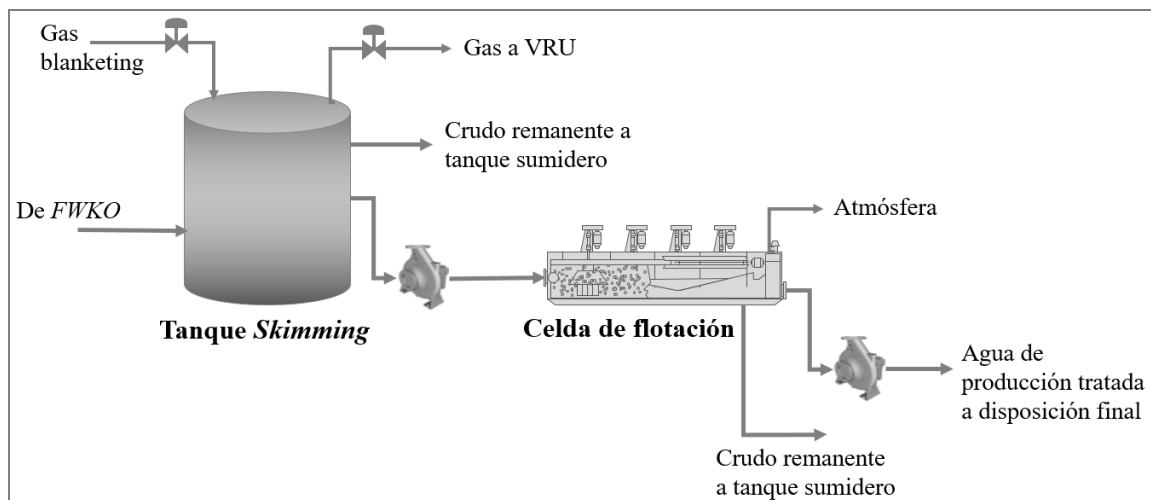 Gas
blanketing
Gas a VRU
Crudo remanente a
tanque sumidero
De FWKO
Atmósfera
Tanque Skimming
Celda de flotación
Agua de
producción tratada
a disposición final
Crudo remanente
a tanque sumidero